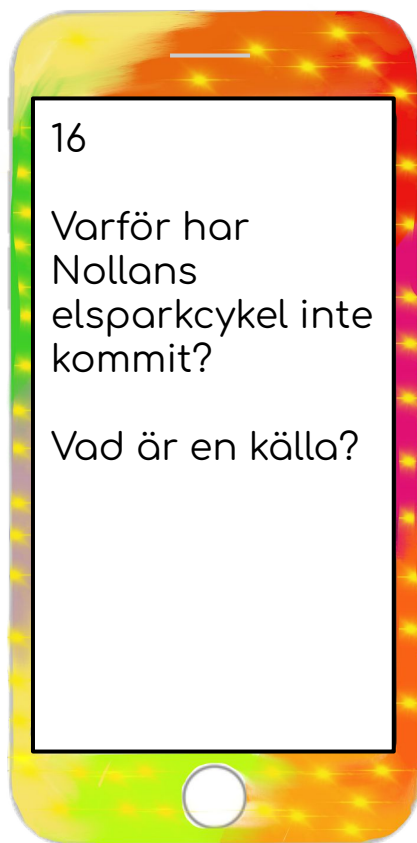 16
Varför har
Nollans
elsparkcykel inte
kommit?
Vad är en källa?